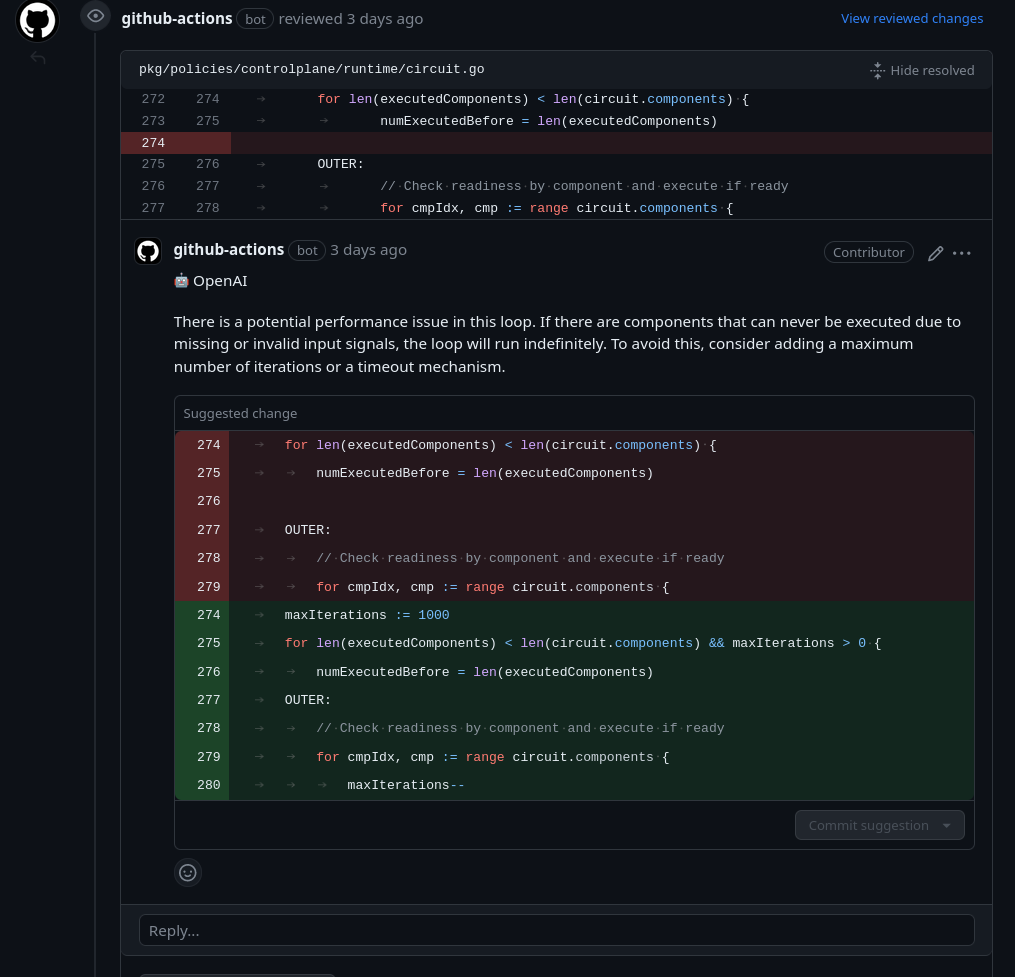 github-actions bot reviewed 3 days ago View reviewed changes
pkg/policies/controlplane/runtime/circuit.go Hide resolved
272 274 → for len(executedComponents) < len(circuit.components)·{
273 275 → → numExecutedBefore = len(executedComponents)
274
275 276 → OUTER:
276 277 → → //·Check·readiness·by·component·and·execute·if·ready
277 278 → → for cmpIdx, cmp := range circuit.components·{
github-actions bot 3 days ago Contributor
🤖 OpenAI
There is a potential performance issue in this loop. If there are components that can never be executed due to
missing or invalid input signals, the loop will run indefinitely. To avoid this, consider adding a maximum
number of iterations or a timeout mechanism.
Suggested change
274 → for len(executedComponents) < len(circuit.components)·{
275 → → numExecutedBefore = len(executedComponents)
276
277 → OUTER:
278 → → //·Check·readiness·by·component·and·execute·if·ready
279 → → for cmpIdx, cmp := range circuit.components·{
274 → maxIterations := 1000
275 → for len(executedComponents) < len(circuit.components) && maxIterations > 0·{
276 → → numExecutedBefore = len(executedComponents)
277 → OUTER:
278 → → //·Check·readiness·by·component·and·execute·if·ready
279 → → for cmpIdx, cmp := range circuit.components·{
280 → → → maxIterations--
Commit suggestion
Reply...